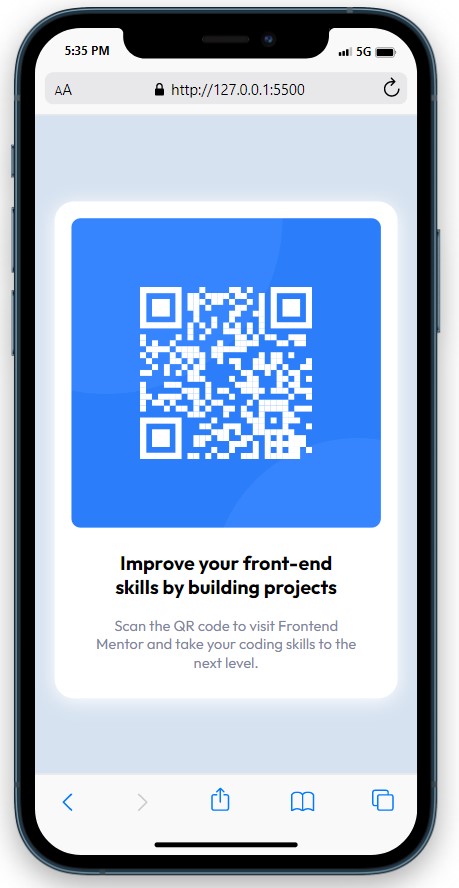 5:35 PM
5G
AA
http://127.0.0.1:5500
Improve your front-end
skills by building projects
Scan the QR code to visit Frontend
Mentor and take your coding skills to the
next level.